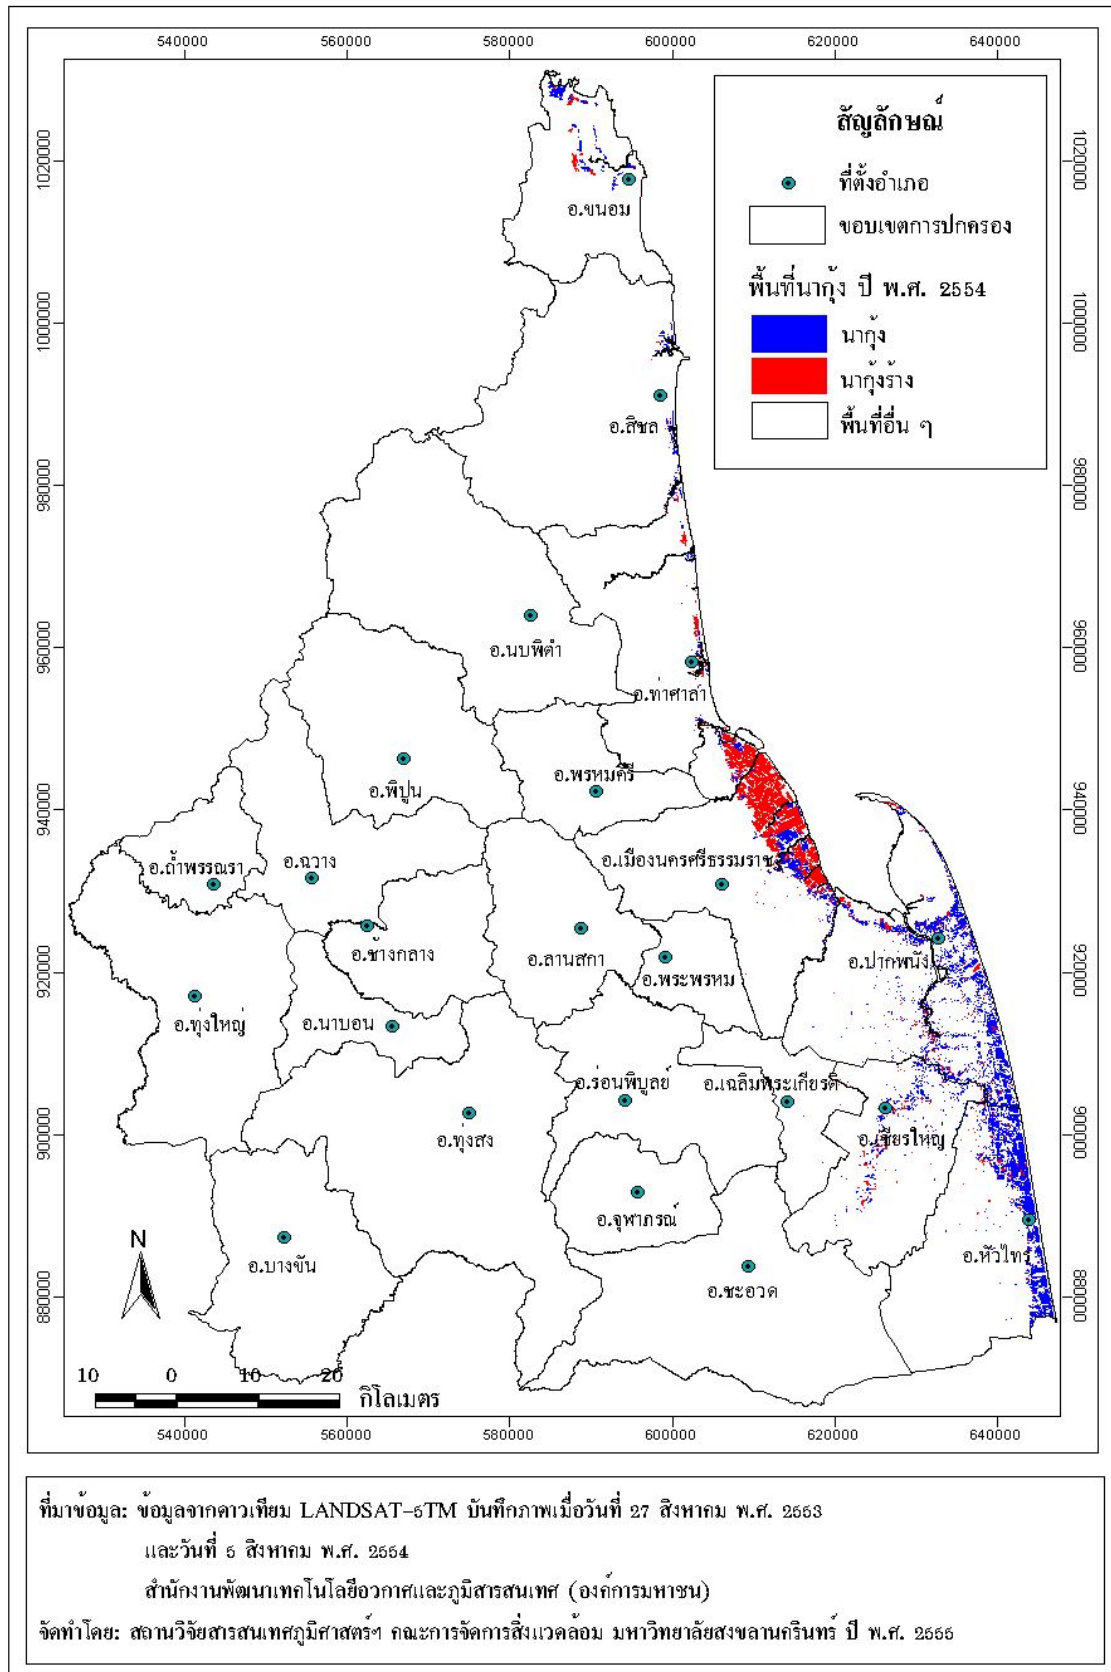 540000 560000 580000 600000 620000 640000
1020000 1000000 980000 960000 940000 920000 900000 880000
1020000 1000000 980000 960000 940000 920000 900000 880000
สัญลักษณ์
ที่ตั้งอำเภอ
ขอบเขตการปกครอง
พื้นที่นากุ้ง ปี พ.ศ. 2554
นากุ้ง
นากุ้งร้าง
พื้นที่อื่น ๆ
อ.ขนอม
อ.สิชล
อ.นบพิตำ
อ.ท่าศาลา
อ.พรหมคีรี
อ.พิปูน
อ.เมืองนครศรีธรรมราช
อ.ถ้ำพรรณรา
อ.ฉวาง
อ.ช้างกลาง
อ.ลานสกา
อ.พระพรหม
อ.ปากพนัง
อ.ทุ่งใหญ่
อ.นาบอน
อ.ร่อนพิบูลย์
อ.เฉลิมพระเกียรติ
อ.ทุ่งสง
อ.เชียรใหญ่
อ.จุฬาภรณ์
อ.บางขัน
อ.ชะอวด
อ.หัวไทร
N
10 0 10 20
กิโลเมตร
540000 560000 580000 600000 620000 640000
ที่มาข้อมูล: ข้อมูลจากดาวเทียม LANDSAT-5TM บันทึกภาพเมื่อวันที่ 27 สิงหาคม พ.ศ. 2553
และวันที่ 5 สิงหาคม พ.ศ. 2554
สำนักงานพัฒนาเทคโนโลยีอวกาศและภูมิสารสนเทศ (องค์การมหาชน)
จัดทำโดย: สถานวิจัยสารสนเทศภูมิศาสตร์ฯ คณะการจัดการสิ่งแวดล้อม มหาวิทยาลัยสงขลานครินทร์ ปี พ.ศ. 2555